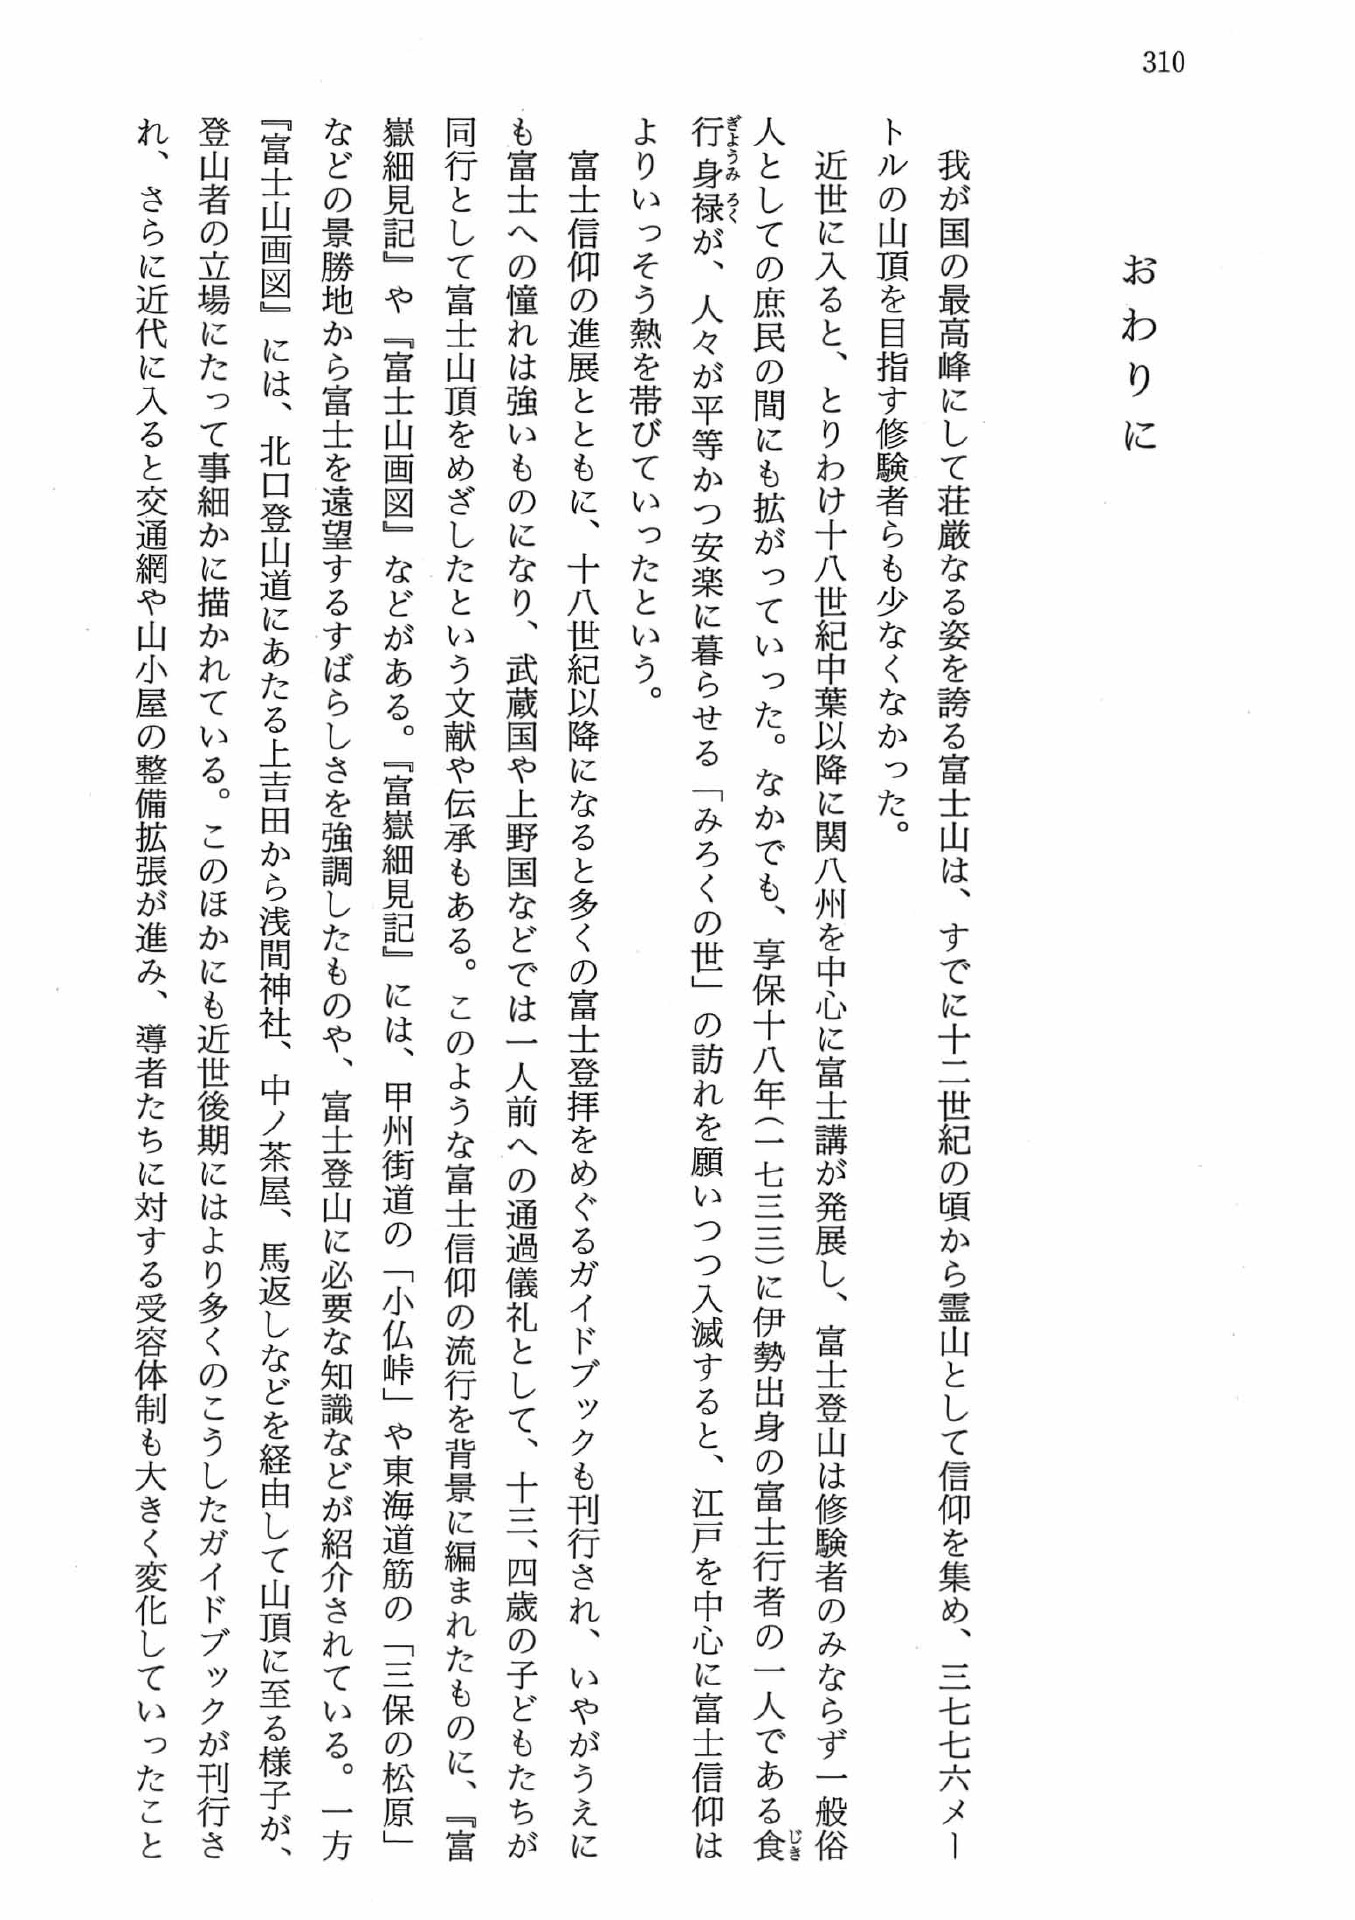 310
おわりに
我が国の最高峰にして荘厳なる姿を誇る富士山は、すでに十二世紀の頃から霊山として信仰を集め、三七七六メー
トルの山頂を目指す修験者らも少なくなかった。
近世に入ると、とりわけ十八世紀中葉以降に関八州を中心に富士講が発展し、富士登山は修験者のみならず一般俗
人としての庶民の間にも拡がっていった。なかでも、享保十八年（一七三三）に伊勢出身の富士行者の一人である食
じき
行身禄が、人々が平等かつ安楽に暮らせる「みろくの世」の訪れを願いつつ入滅すると、江戸を中心に富士信仰は
ぎようみろく
よりいっそう熱を帯びていったという。
富士信仰の進展とともに、十八世紀以降になると多くの富士登拝をめぐるガイドブックも刊行され、いやがうえに
も富士への憧れは強いものになり、武蔵国や上野国などでは一人前への通過儀礼として、十三、四歳の子どもたちが
同行として富士山頂をめざしたという文献や伝承もある。このような富士信仰の流行を背景に編まれたものに、『富
嶽細見記』や『富士山画図』などがある。『富嶽細見記』には、甲州街道の「小仏峠」や東海道筋の「三保の松原」
などの景勝地から富士を遠望するすばらしさを強調したものや、富士登山に必要な知識などが紹介されている。一方
『富士山画図』には、北口登山道にあたる上吉田から浅間神社、中ノ茶屋、馬返しなどを経由して山頂に至る様子が、
登山者の立場にたって事細かに描かれている。このほかにも近世後期にはより多くのこうしたガイドブックが刊行さ
れ、さらに近代に入ると交通網や山小屋の整備拡張が進み、導者たちに対する受容体制も大きく変化していったこと